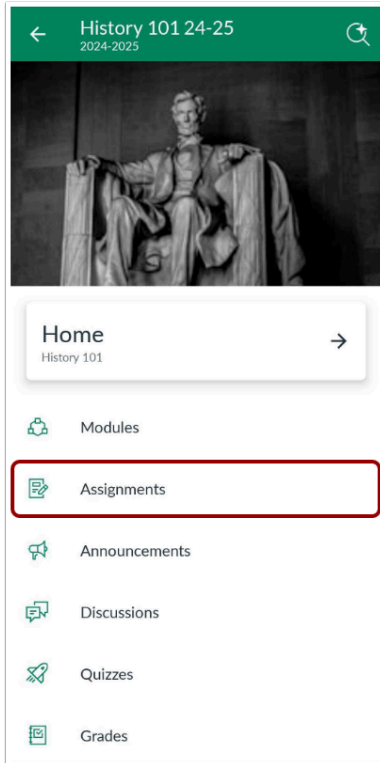 History 101 24-25
2024-2025
Home
History 101
Modules
Assignments
Announcements
Discussions
Quizzes
Grades